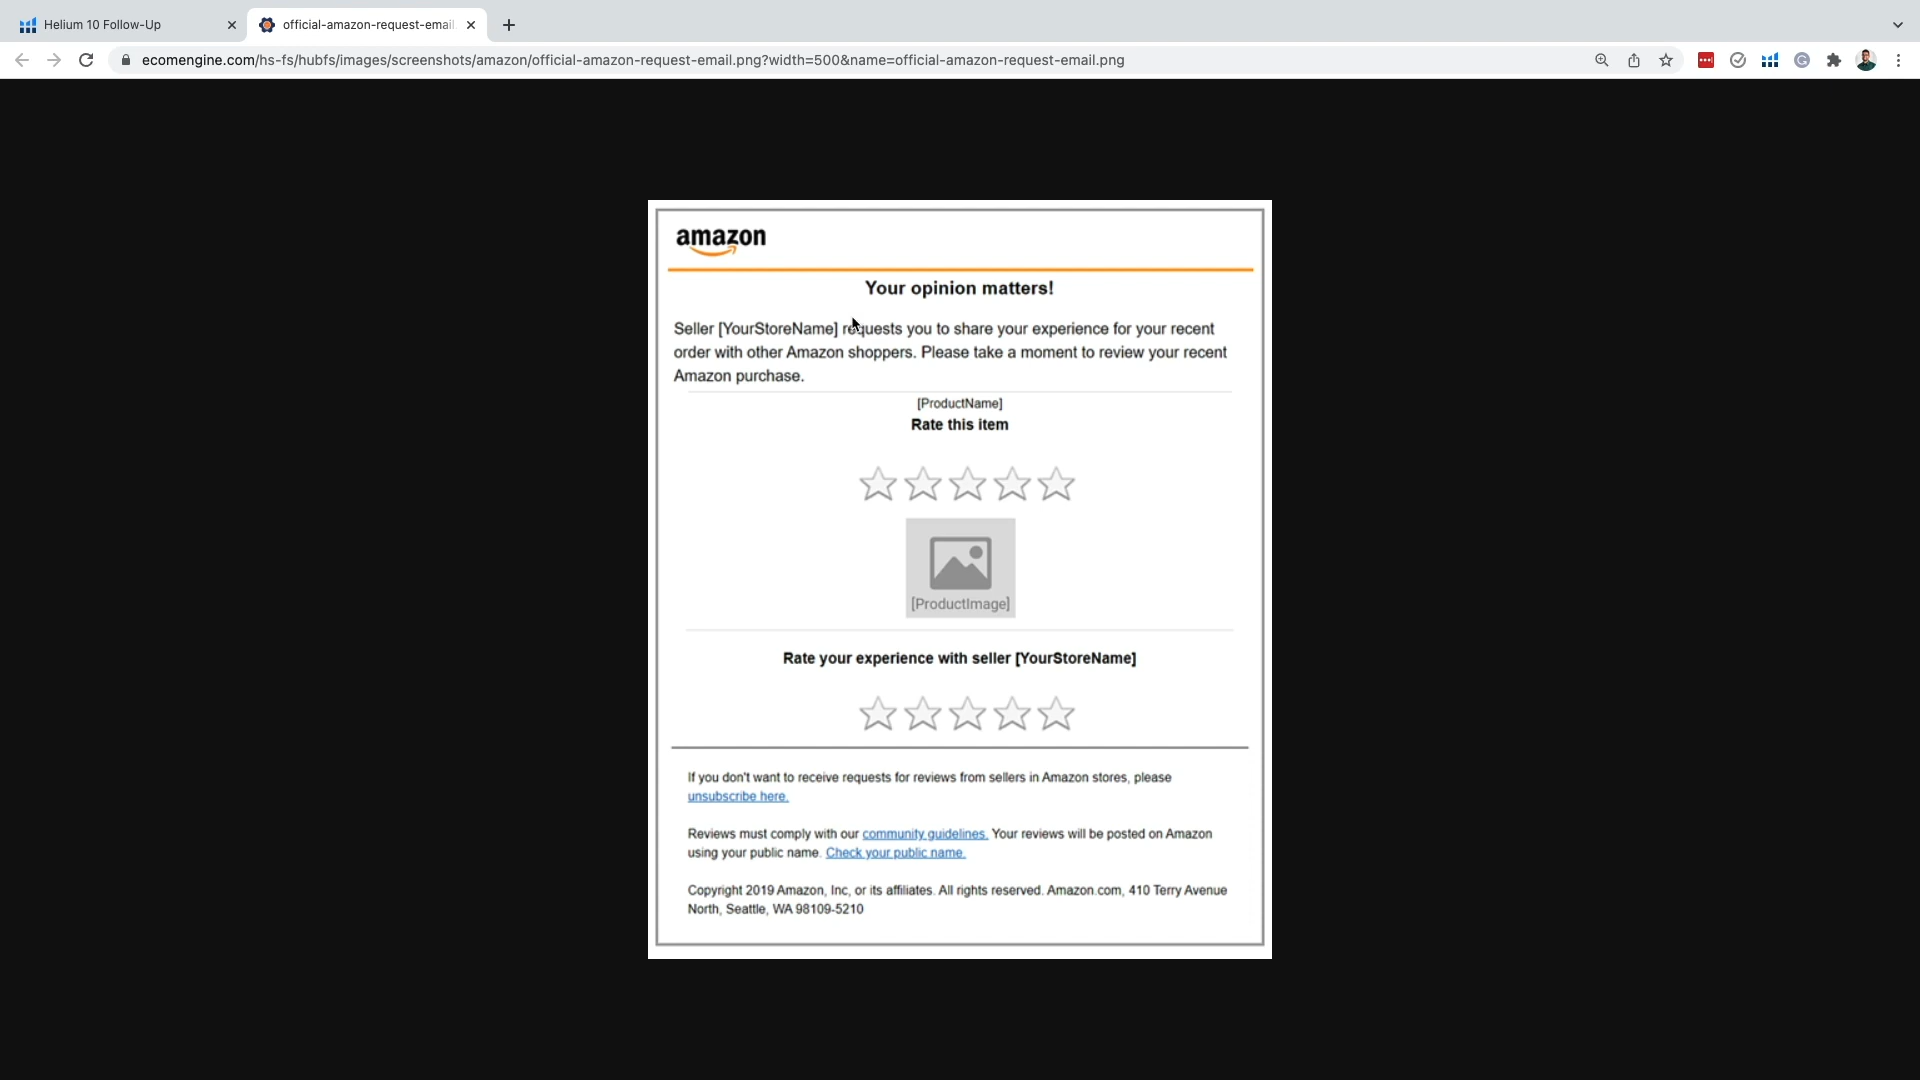 Helium 10 Follow-Up
official-amazon-request-email.
ecomengine.com/hs-fs/hubfs/images/screenshots/amazon/official-amazon-request-email.png?width=500&name=official-amazon-request-email.png
amazon
Your opinion matters!
Seller [YourStoreName] requests you to share your experience for your recent
order with other Amazon shoppers. Please take a moment to review your recent
Amazon purchase.
[ProductName]
Rate this item
[ProductImage]
Rate your experience with seller [YourStoreName]
If you don't want to receive requests for reviews from sellers in Amazon stores, please
unsubscribe here.
Reviews must comply with our community guidelines. Your reviews will be posted on Amazon
using your public name. Check your public name.
Copyright 2019 Amazon, Inc, or its affiliates. All rights reserved. Amazon.com, 410 Terry Avenue
North, Seattle, WA 98109-5210